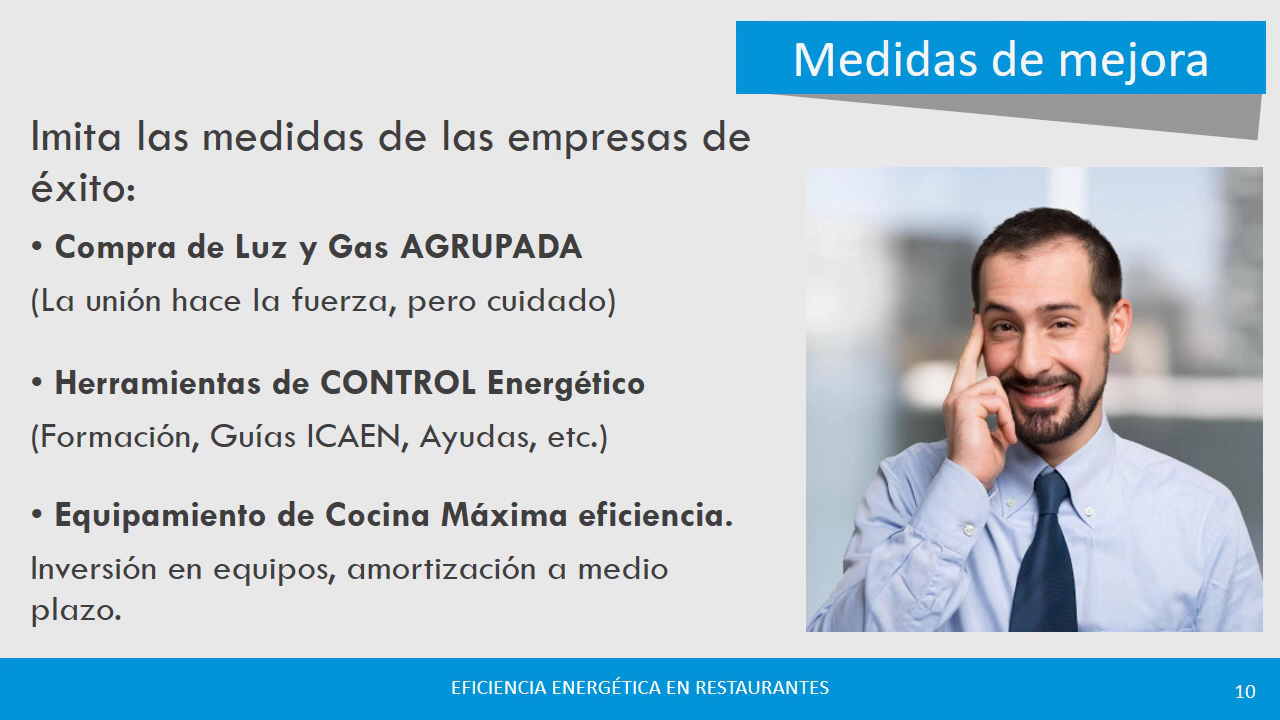 Medidas de mejora
Imita las medidas de las empresas de
éxito:
• Compra de Luz y Gas AGRUPADA
(La unión hace la fuerza, pero cuidado)
• Herramientas de CONTROL Energético
(Formación, Guías ICAEN, Ayudas, etc.)
• Equipamiento de Cocina Máxima eficiencia.
Inversión en equipos, amortización a medio
plazo.
EFICIENCIA ENERGÉTICA EN RESTAURANTES
10